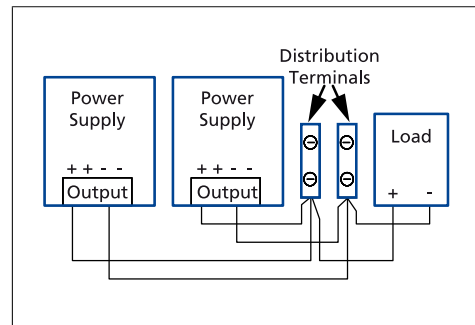 Distribution
Terminals
Power
Supply
Power
Supply
Load
+ + - -
Output
+ + - -
Output
+ -